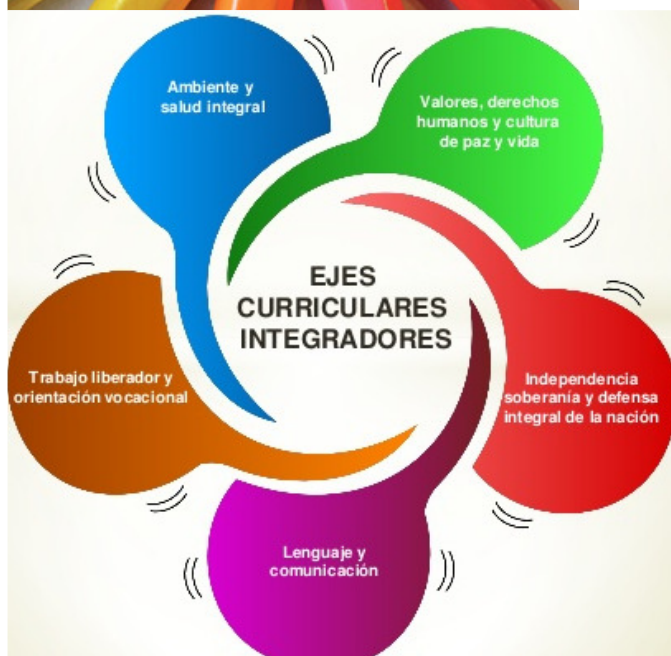 Ambiente y
salud integral
Valores, derechos
humanos y cultura
de paz y vida
EJES
CURRICULARES
INTEGRADORES
Trabajo liberador y
orientación vocacional
Independencia
soberanía y defensa
integral de la nación
Lenguaje y
comunicación